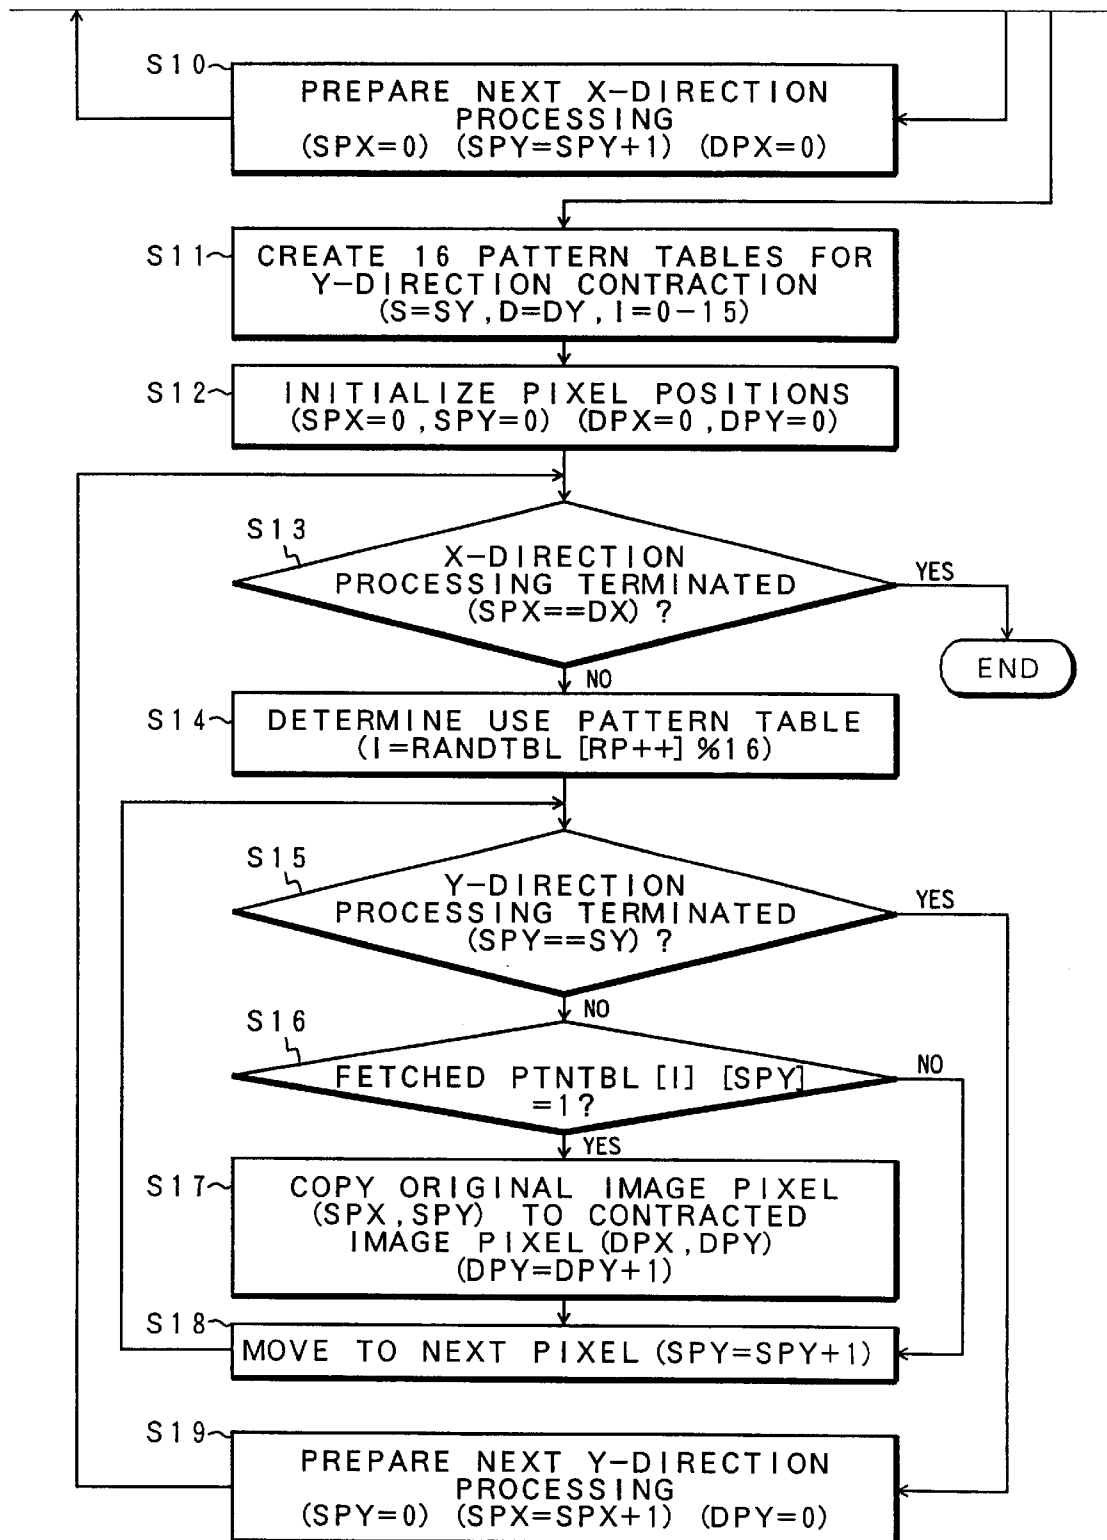 S10
PREPARE NEXT X-DIRECTION
PROCESSING
(SPX=0) (SPY=SPY+1) (DPX=0)
S11
CREATE 16 PATTERN TABLES FOR
Y-DIRECTION CONTRACTION
(S=SY,D=DY,I=0-15)
S12
INITIALIZE PIXEL POSITIONS
(SPX=0,SPY=0) (DPX=0,DPY=0)
S13
X-DIRECTION
PROCESSING TERMINATED
(SPX==DX)?
YES
END
NO
S14
DETERMINE USE PATTERN TABLE
(I=RANDTBL[RP++]%16)
S15
Y-DIRECTION
PROCESSING TERMINATED
(SPY==SY)?
YES
NO
S16
FETCHED PTNTBL[I] [SPY]
=1?
NO
YES
S17
COPY ORIGINAL IMAGE PIXEL
(SPX,SPY) TO CONTRACTED
IMAGE PIXEL(DPX,DPY)
(DPY=DPY+1)
S18
MOVE TO NEXT PIXEL(SPY=SPY+1)
S19
PREPARE NEXT Y-DIRECTION
PROCESSING
(SPY=0) (SPX=SPX+1) (DPY=0)